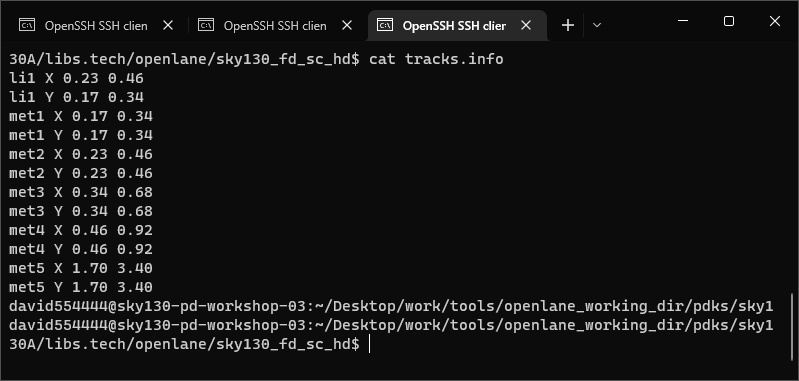 OpenSSH SSH clien
OpenSSH SSH clien
OpenSSH SSH clier
30A/libs.tech/openlane/sky130_fd_sc_hd$ cat tracks.info
li1 X 0.23 0.46
li1 Y 0.17 0.34
met1 X 0.17 0.34
met1 Y 0.17 0.34
met2 X 0.23 0.46
met2 Y 0.23 0.46
met3 X 0.34 0.68
met3 Y 0.34 0.68
met4 X 0.46 0.92
met4 Y 0.46 0.92
met5 X 1.70 3.40
met5 Y 1.70 3.40
david554444@sky130-pd-workshop-03:~/Desktop/work/tools/openlane_working_dir/pdks/sky1
david554444@sky130-pd-workshop-03:~/Desktop/work/tools/openlane_working_dir/pdks/sky1
30A/libs.tech/openlane/sky130_fd_sc_hd$